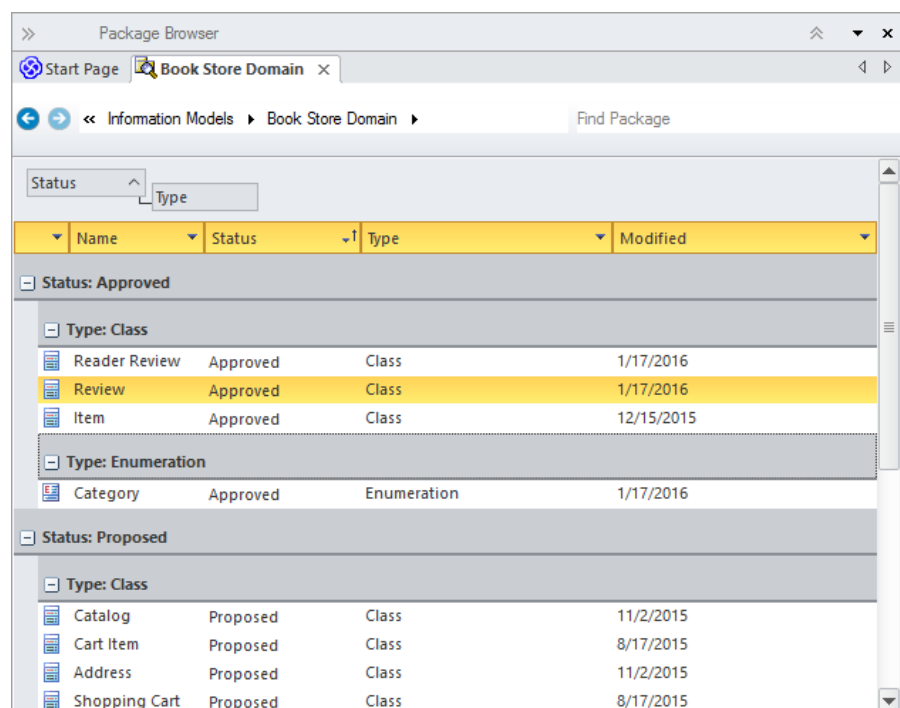 Package Browser
Start Page Book Store Domain
« Information Models Book Store Domain Find Package
Status
Type
Name Status Type Modified
Status: Approved
Type: Class
Reader Review Approved Class 1/17/2016
Review Approved Class 1/17/2016
Item Approved Class 12/15/2015
Type: Enumeration
Category Approved Enumeration 1/17/2016
Status: Proposed
Type: Class
Catalog Proposed Class 11/2/2015
Cart Item Proposed Class 8/17/2015
Address Proposed Class 11/2/2015
Shopping Cart Proposed Class 8/17/2015